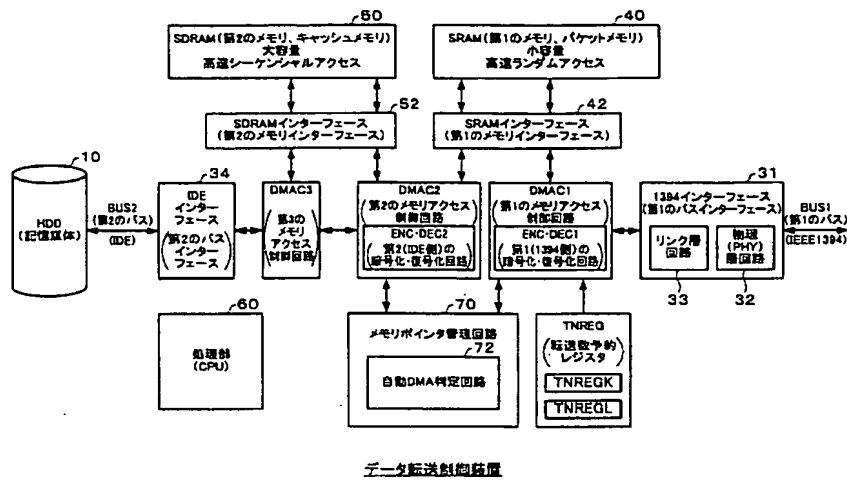 50
SDRAM(第2のメモリ、キャッシュメモリ)
大容量
高速シーケンシャルアクセス
40
SRAM(第1のメモリ、パケットメモリ)
小容量
高速ランダムアクセス
52
SDRAMインターフェース
(第2のメモリインターフェース)
42
SRAMインターフェース
(第1のメモリインターフェース)
10
HDD
(記憶媒体)
BUS2
(第2のバス)
(IDE)
34
IDE
インター
フェース
(第2のバス
インター
フェース)
DMAC3
(第3の
メモリ
アクセス
制御回路)
DMAC2
(第2のメモリアクセス
制御回路)
ENC・DEC2
(第2(IDE側)の
暗号化・復号化回路)
DMAC1
(第1のメモリアクセス
制御回路)
ENC・DEC1
(第1(1394側)の
暗号化・復号化回路)
31
1394インターフェース
(第1のバスインターフェース)
リンク層
回路
33
物理
(PHY)
層回路
32
BUS1
(第1のバス)
(IEEE1394)
60
処理部
(CPU)
70
メモリポインタ管理回路
72
自動DMA判定回路
TNREG
(転送数予約
レジスタ)
TNREGK
TNREGL
データ転送制御装置